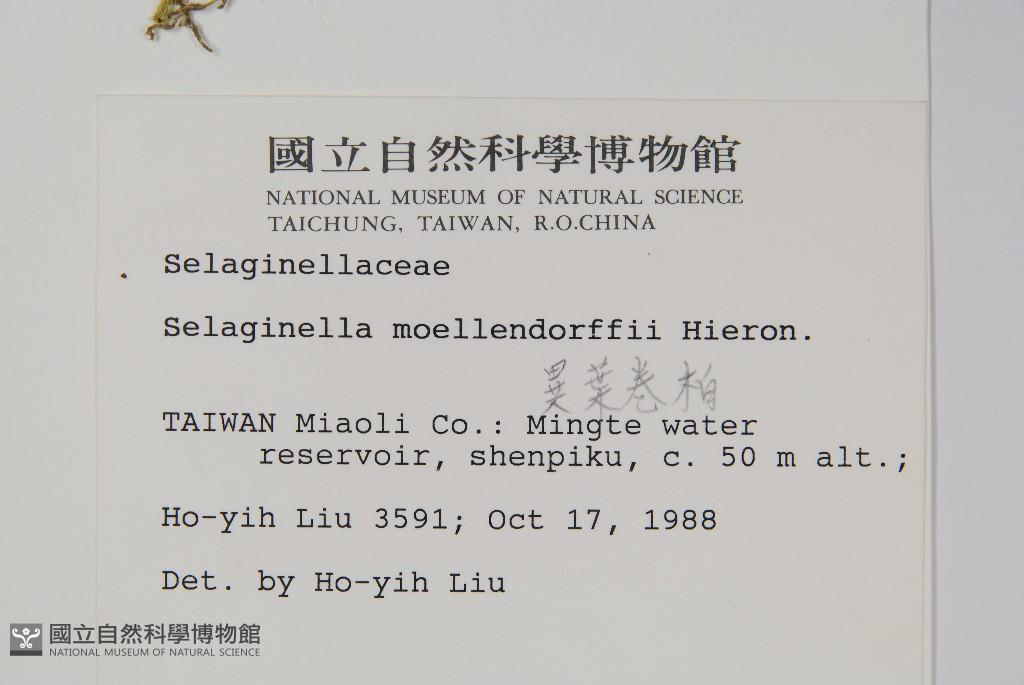 國立自然科學博物館
NATIONAL MUSEUM OF NATURAL SCIENCE
TAICHUNG, TAIWAN, R.O.CHINA
Selaginellaceae
Selaginella moellendorffii Hieron.
異葉卷柏
TAIWAN Miaoli Co.: Mingte water
reservoir, shenpiku, c. 50 m alt.;
Ho-yih Liu 3591; Oct 17, 1988
Det. by Ho-yih Liu
國立自然科學博物館
NATIONAL MUSEUM OF NATURAL SCIENCE